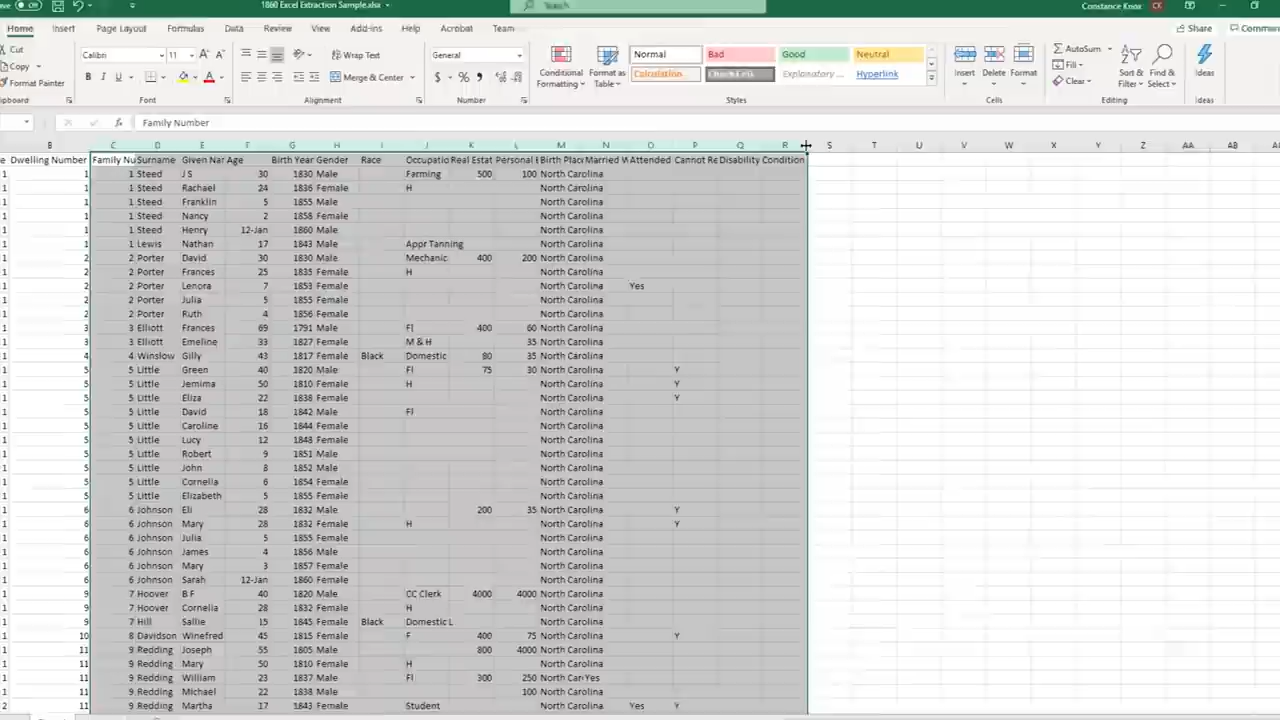 1860 Excel Extraction Sample.xlsx
Search
Constance Knox CK
Home Insert Page Layout Formulas Data Review View Add-ins Help Acrobat Team Share
Cut
Copy
Format Painter
Calibri 11
B I U
Wrap Text
Merge & Center
General
$ % 9
Conditional Formatting
Format as Table
Normal Bad Good Neutral
Calculation Check Cell Explanatory ... Hyperlink
Insert Delete Format
AutoSum
Fill
Clear
Sort & Filter
Find & Select
Ideas
Font Alignment Number Styles Cells Editing Ideas
fx Family Number
B C D E F G H I J K L M N O P Q R S T U V W X Y Z AA AB
Dwelling Number Family Nu Surname Given Nar Age Birth Year Gender Race Occupatio Real Estat Personal Birth Plac Married W Attended Cannot Re Disability Condition
1 1 1 Steed J S 30 1830 Male Farming 500 100 North Carolina
1 1 1 Steed Rachael 24 1836 Female H North Carolina
1 1 1 Steed Franklin 5 1855 Male North Carolina
1 1 1 Steed Nancy 2 1858 Female North Carolina
1 1 1 Steed Henry 12-Jan 1860 Male North Carolina
1 1 1 Lewis Nathan 17 1843 Male Appr Tanning North Carolina
1 2 2 Porter David 30 1830 Male Mechanic 400 200 North Carolina
1 2 2 Porter Frances 25 1835 Female H North Carolina
1 2 2 Porter Lenora 7 1853 Female North Carolina Yes
1 2 2 Porter Julia 5 1855 Female North Carolina
1 2 2 Porter Ruth 4 1856 Female North Carolina
1 3 3 Elliott Frances 69 1791 Male Fl 400 60 North Carolina
1 3 3 Elliott Emeline 33 1827 Female M & H 35 North Carolina
1 4 4 Winslow Gilly 43 1817 Female Black Domestic 80 35 North Carolina
1 5 5 Little Green 40 1820 Male Fl 75 30 North Carolina Y
1 5 5 Little Jemima 50 1810 Female H North Carolina Y
1 5 5 Little Eliza 22 1838 Female North Carolina Y
1 5 5 Little David 18 1842 Male Fl North Carolina
1 5 5 Little Caroline 16 1844 Female North Carolina
1 5 5 Little Lucy 12 1848 Female North Carolina
1 5 5 Little Robert 9 1851 Male North Carolina
1 5 5 Little John 8 1852 Male North Carolina
1 5 5 Little Cornelia 6 1854 Female North Carolina
1 5 5 Little Elizabeth 5 1855 Female North Carolina
1 6 6 Johnson Eli 28 1832 Male 200 35 North Carolina Y
1 6 6 Johnson Mary 28 1832 Female H North Carolina Y
1 6 6 Johnson Julia 5 1855 Female North Carolina
1 6 6 Johnson James 4 1856 Male North Carolina
1 6 6 Johnson Mary 3 1857 Female North Carolina
1 6 6 Johnson Sarah 12-Jan 1860 Female North Carolina
1 9 7 Hoover B F 40 1820 Male CC Clerk 4000 4000 North Carolina
1 9 7 Hoover Cornelia 28 1832 Female H North Carolina
1 9 7 Hill Sallie 15 1845 Female Black Domestic L North Carolina
1 10 8 Davidson Winefred 45 1815 Female F 400 75 North Carolina Y
1 11 9 Redding Joseph 55 1805 Male 800 4000 North Carolina
1 11 9 Redding Mary 50 1810 Female H North Carolina
1 11 9 Redding William 23 1837 Male Fl 300 250 North Car Yes
1 11 9 Redding Michael 22 1838 Male 100 North Carolina
2 11 9 Redding Martha 17 1843 Female Student North Carolina Yes Y